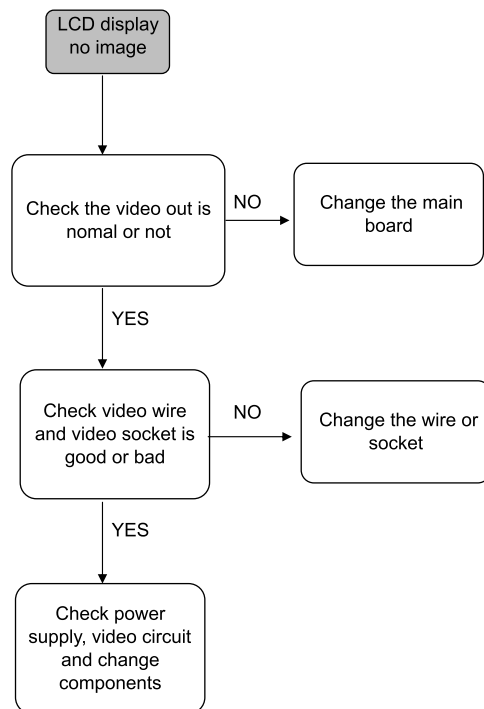 LCD display
no image
Check the video out is
nomal or not
NO
Change the main
board
YES
Check video wire
and video socket is
good or bad
NO
Change the wire or
socket
YES
Check power
supply, video circuit
and change
components